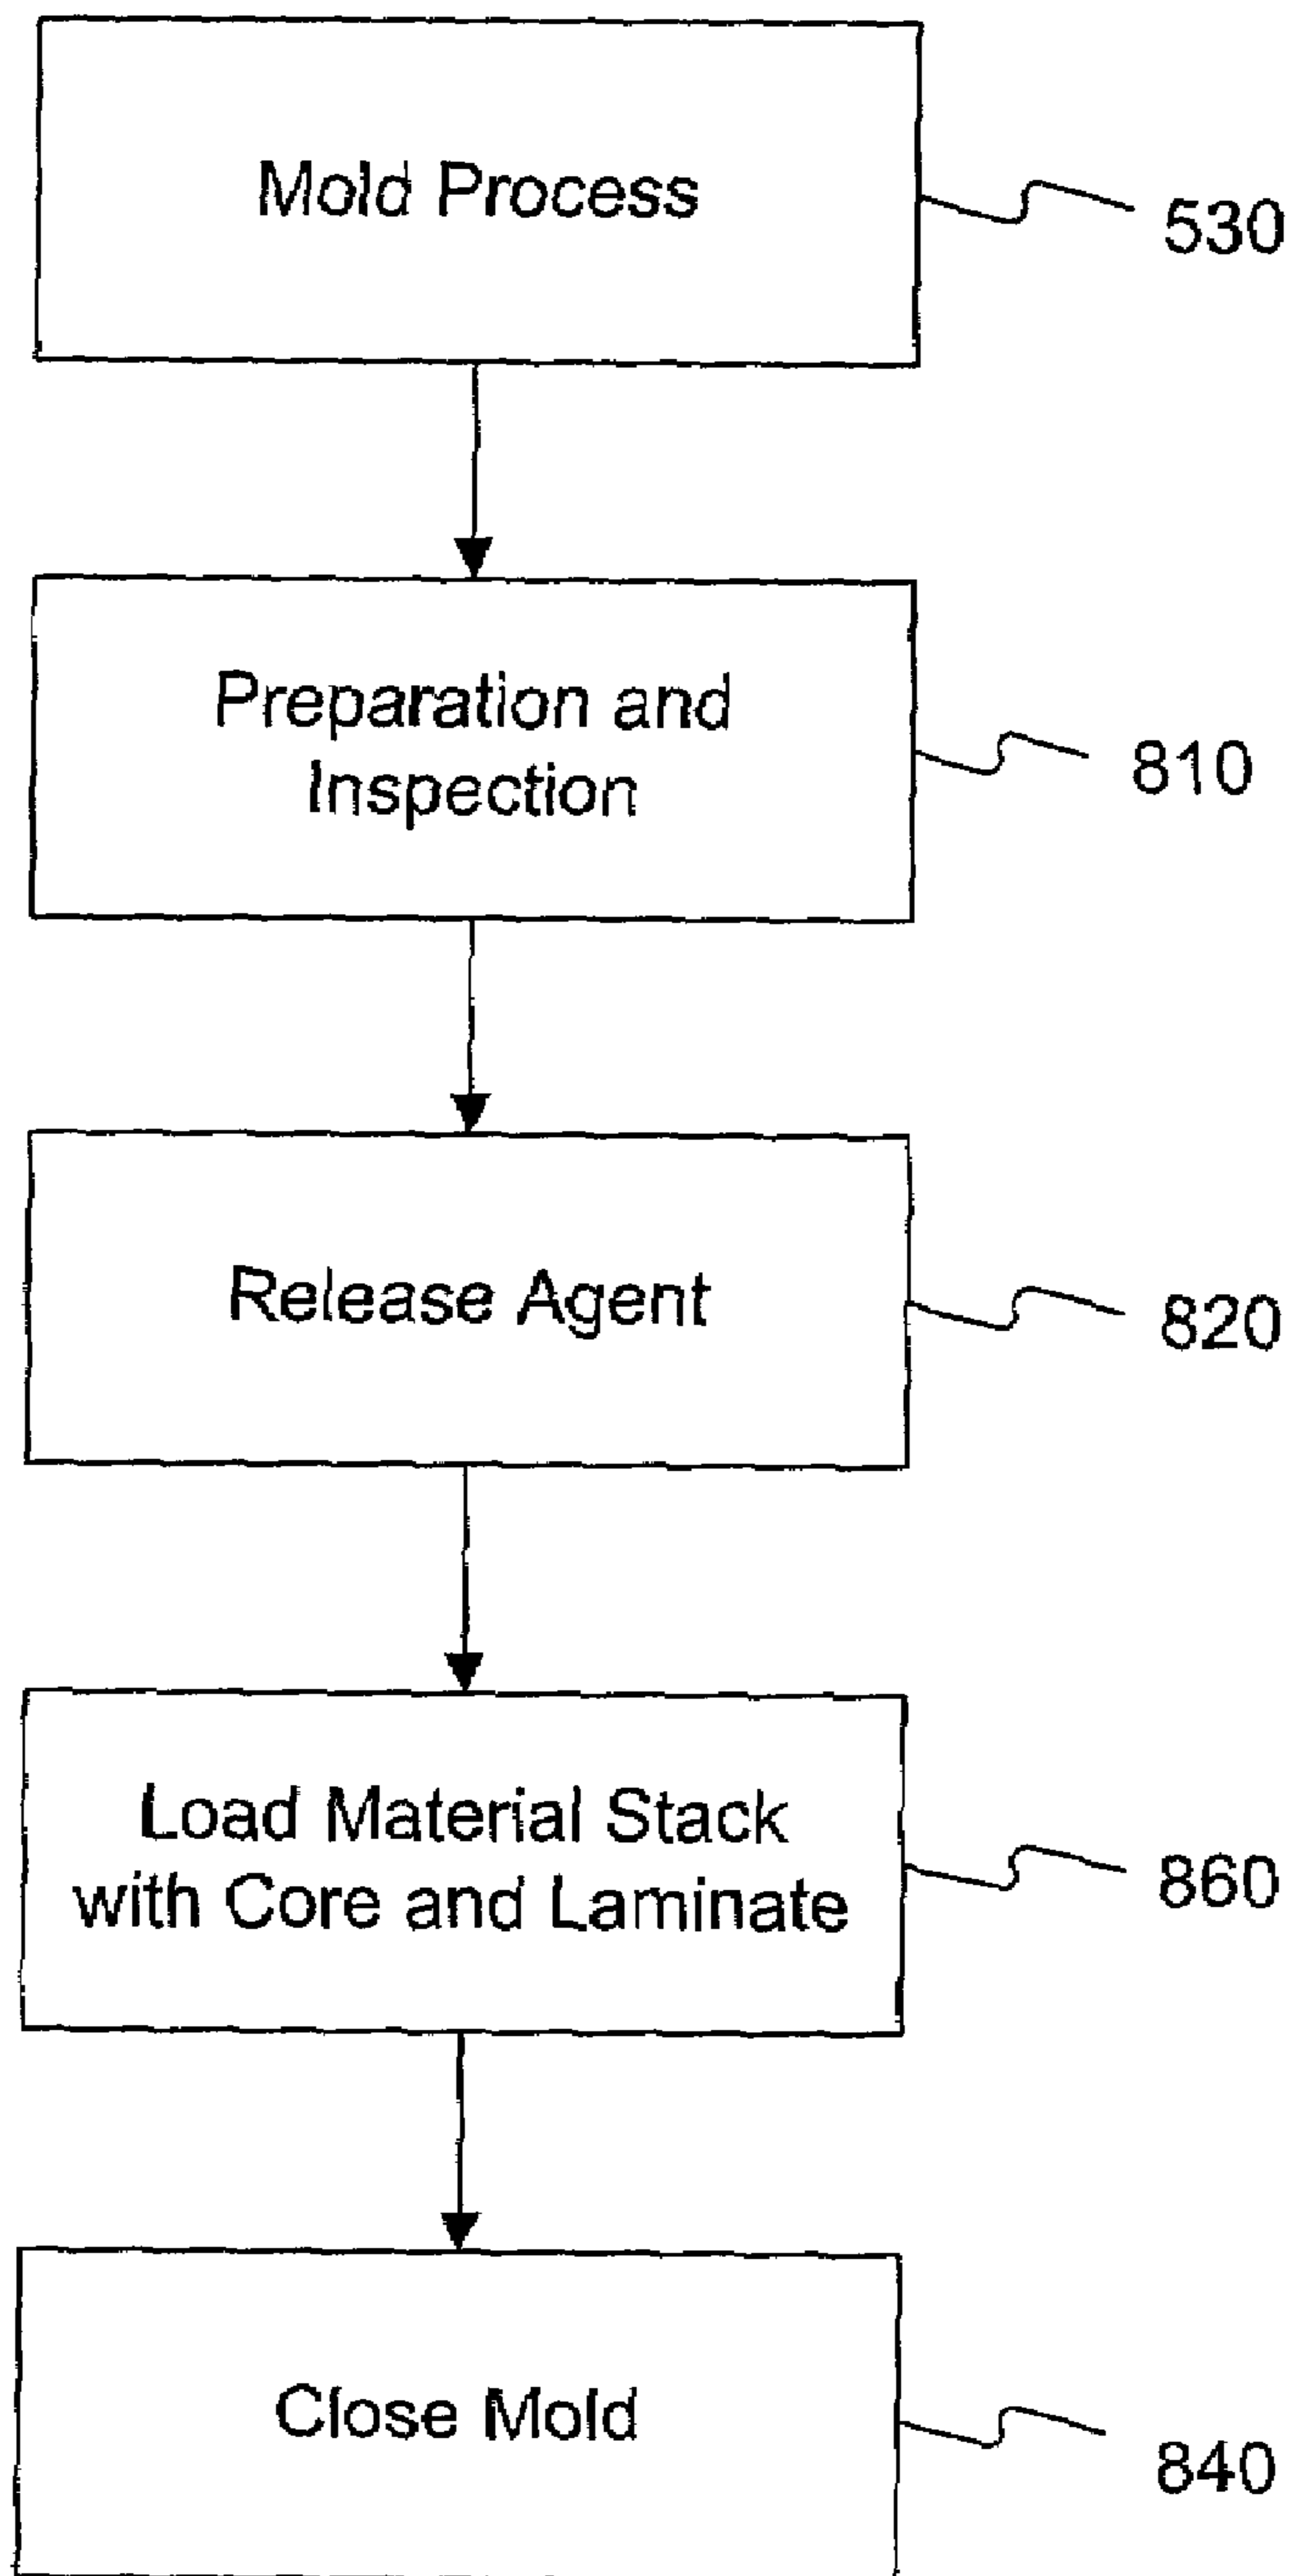 Mold Process
530
Preparation and
Inspection
810
Release Agent
820
Load Material Stack
with Core and Laminate
860
Close Mold
840